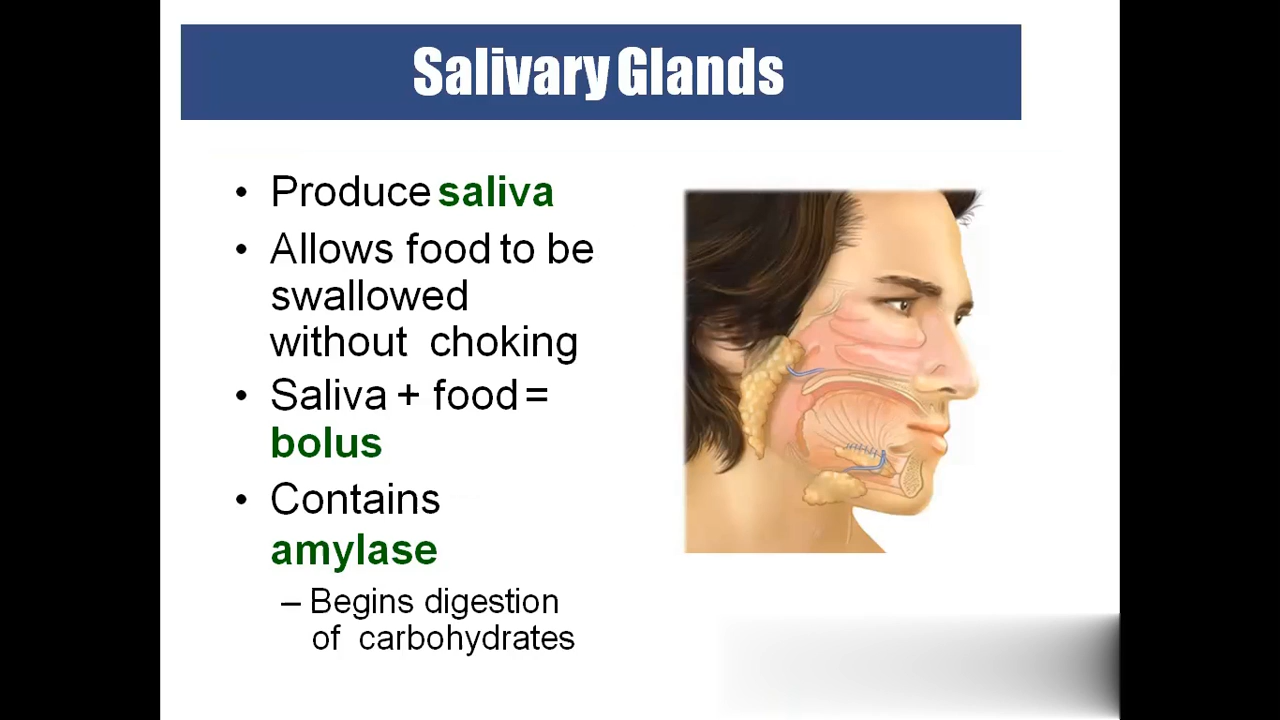 Salivary Glands
• Produce saliva
• Allows food to be
swallowed
without choking
• Saliva + food =
bolus
• Contains
amylase
– Begins digestion
of carbohydrates